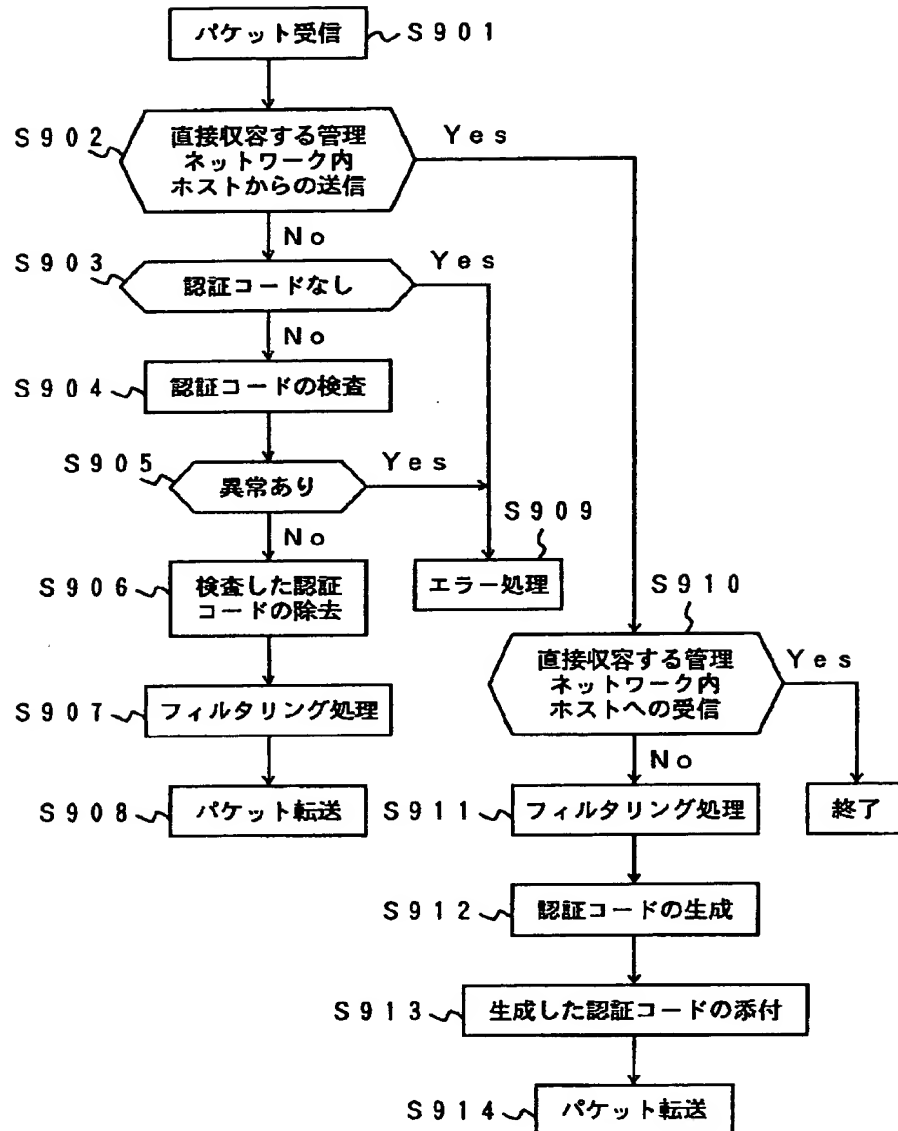 パケット受信
S901
S902
直接収容する管理
ネットワーク内
ホストからの送信
Yes
No
S903
認証コードなし
Yes
No
S904
認証コードの検査
S905
異常あり
Yes
No
S906
検査した認証
コードの除去
S909
エラー処理
S907
フィルタリング処理
S908
パケット転送
S910
直接収容する管理
ネットワーク内
ホストへの受信
Yes
No
終了
S911
フィルタリング処理
S912
認証コードの生成
S913
生成した認証コードの添付
S914
パケット転送